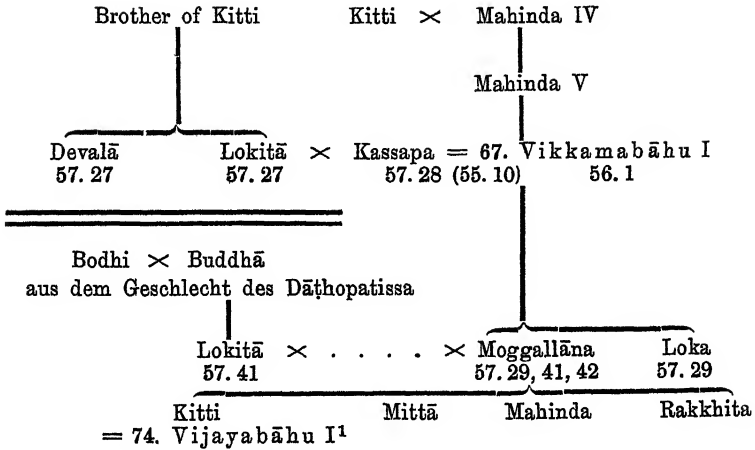 Brother of Kitti Kitti × Mahinda IV
Mahinda V
Devalā Lokitā × Kassapa = 67. Vikkamabāhu I
57. 27 57. 27 57. 28 (55. 10) 56. 1
Bodhi × Buddhā
aus dem Geschlecht des Dāṭhopatissa
Lokitā × . . . . . × Moggallāna Loka
57. 41 57. 29, 41, 42 57. 29
Kitti Mittā Mahinda Rakkhita
= 74. Vijayabāhu I¹